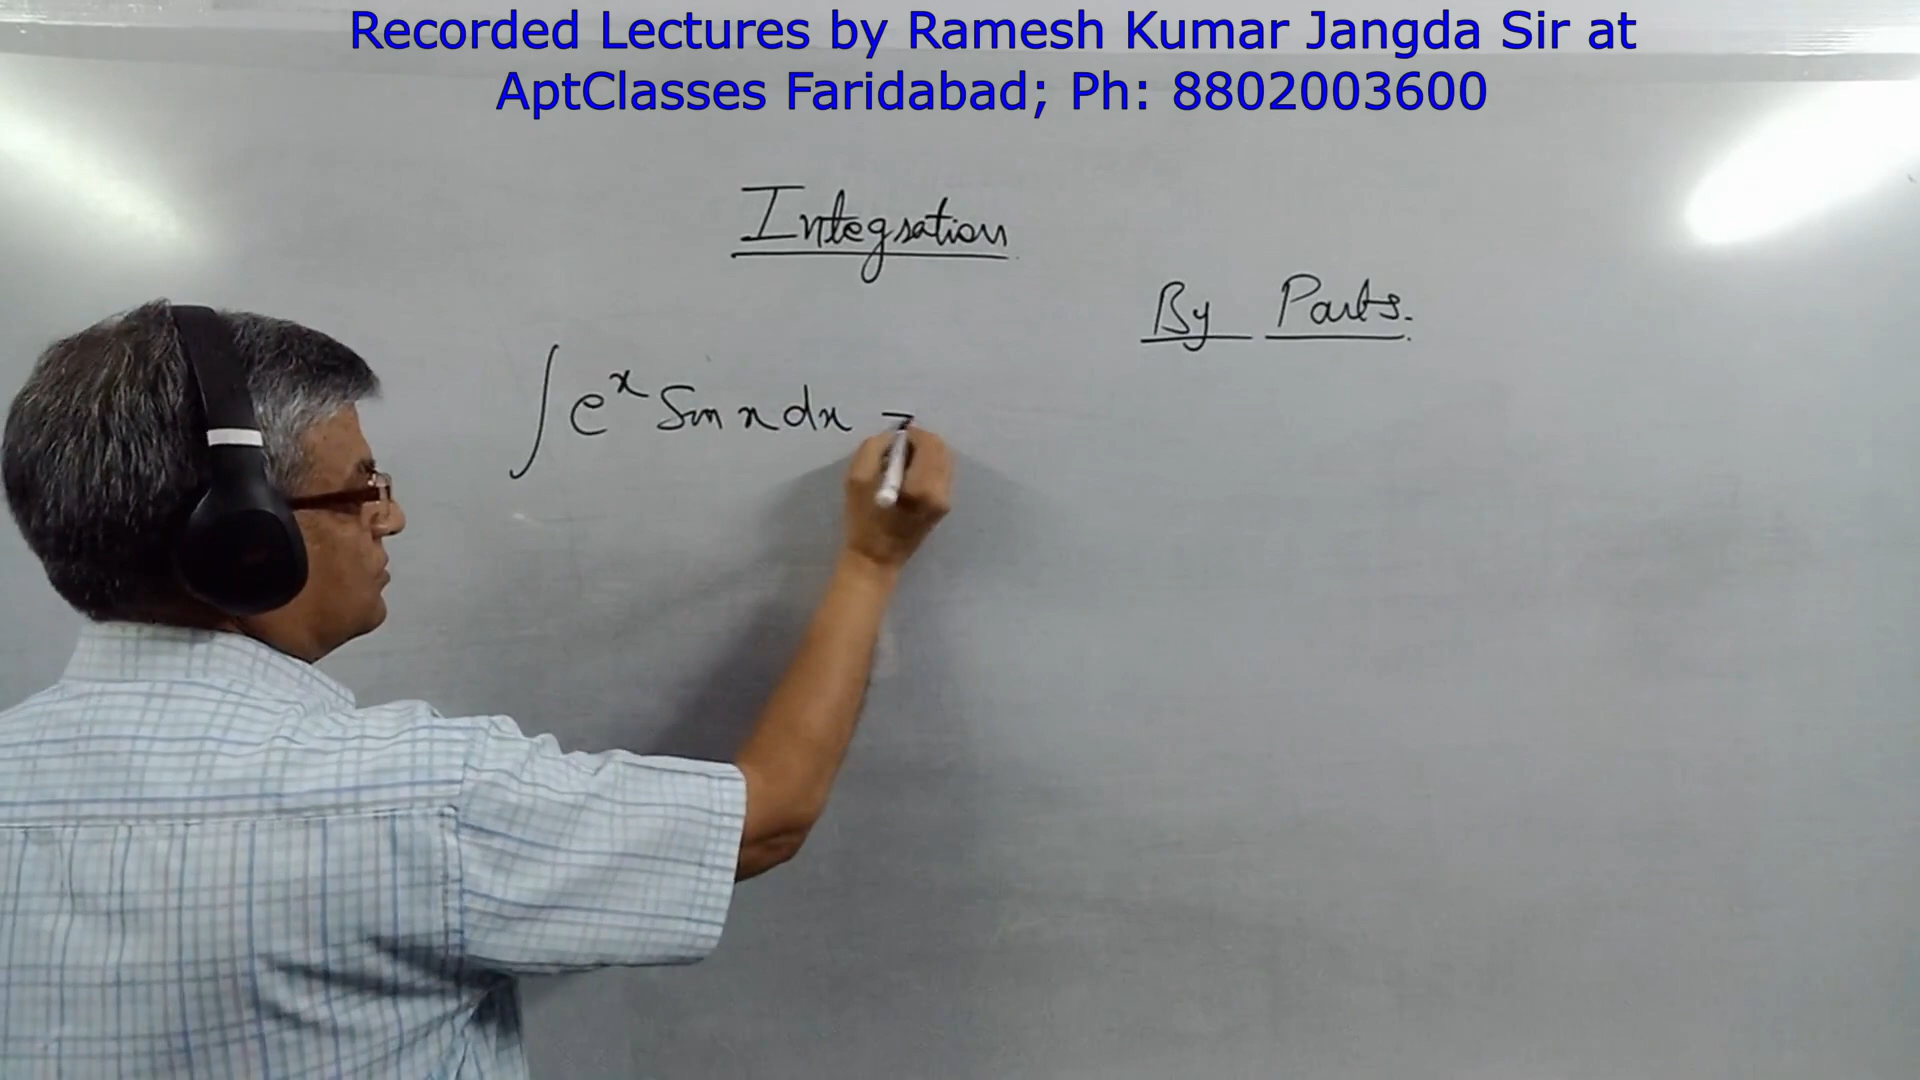 Recorded Lectures by Ramesh Kumar Jangda Sir at
AptClasses Faridabad; Ph: 8802003600
Integration
By Parts.
∫ e^x Sin x dx =